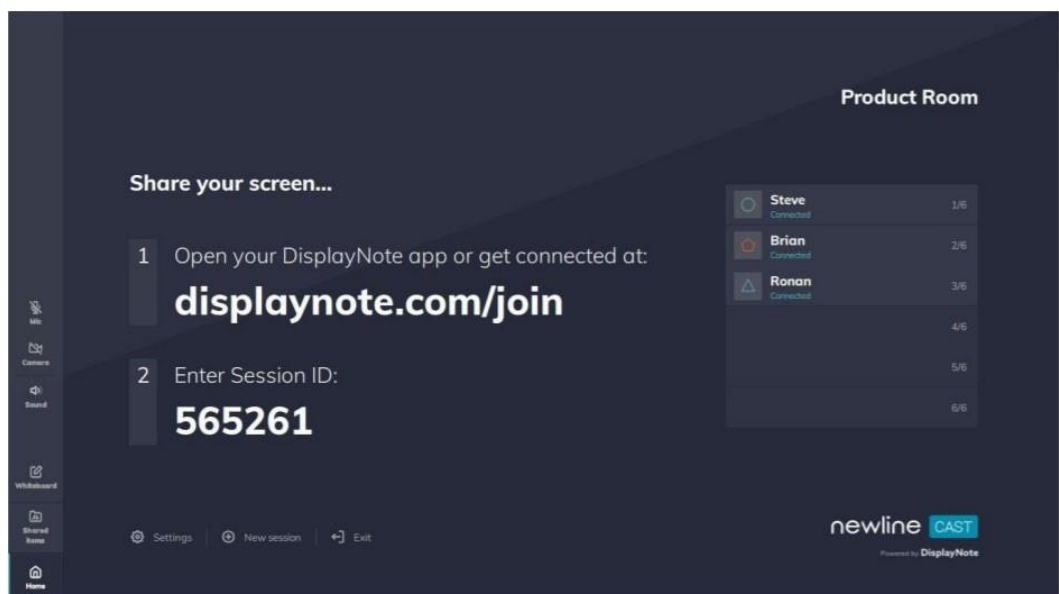 Product Room
Share your screen...
1 Open your DisplayNote app or get connected at:
displaynote.com/join
2 Enter Session ID:
565261
Steve 1/6
Connected
Brian 2/6
Connected
Ronan 3/6
Connected
4/6
5/6
6/6
Mic
Camera
Sound
Whiteboard
Shared
Items
Home
Settings
New session
Exit
newline CAST
Powered by DisplayNote